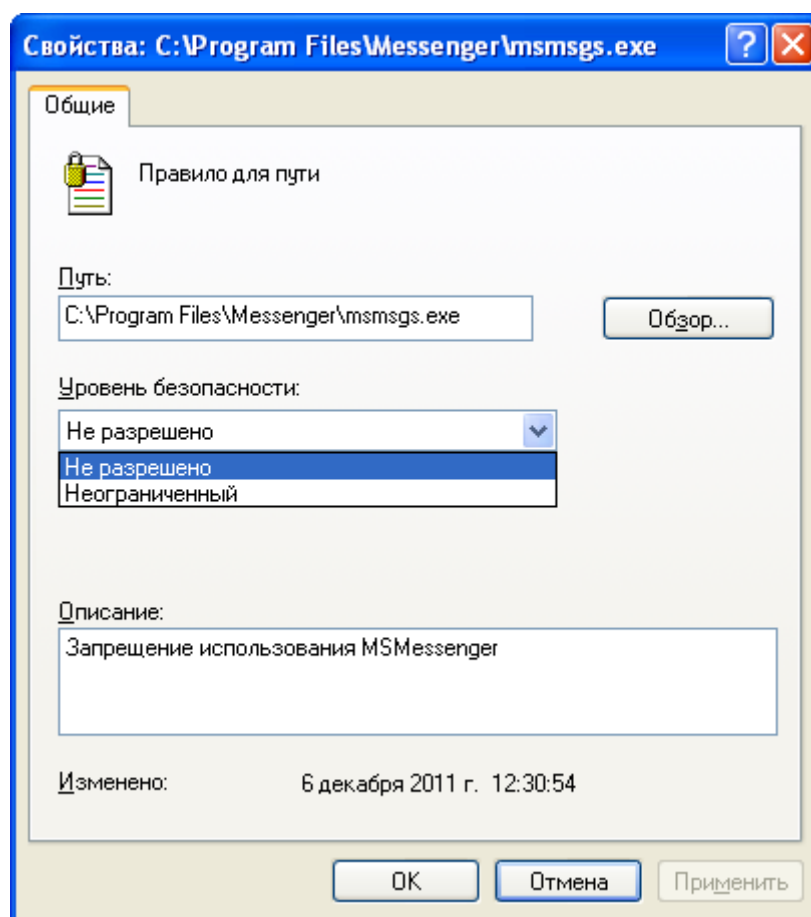 Свойства: C:\Program Files\Messenger\msmsgs.exe
Общие
Правило для пути
Путь:
C:\Program Files\Messenger\msmsgs.exe
Обзор...
Уровень безопасности:
Не разрешено
Не разрешено
Неограниченный
Описание:
Запрещение использования MSMessenger
Изменено: 6 декабря 2011 г. 12:30:54
ОК Отмена Применить